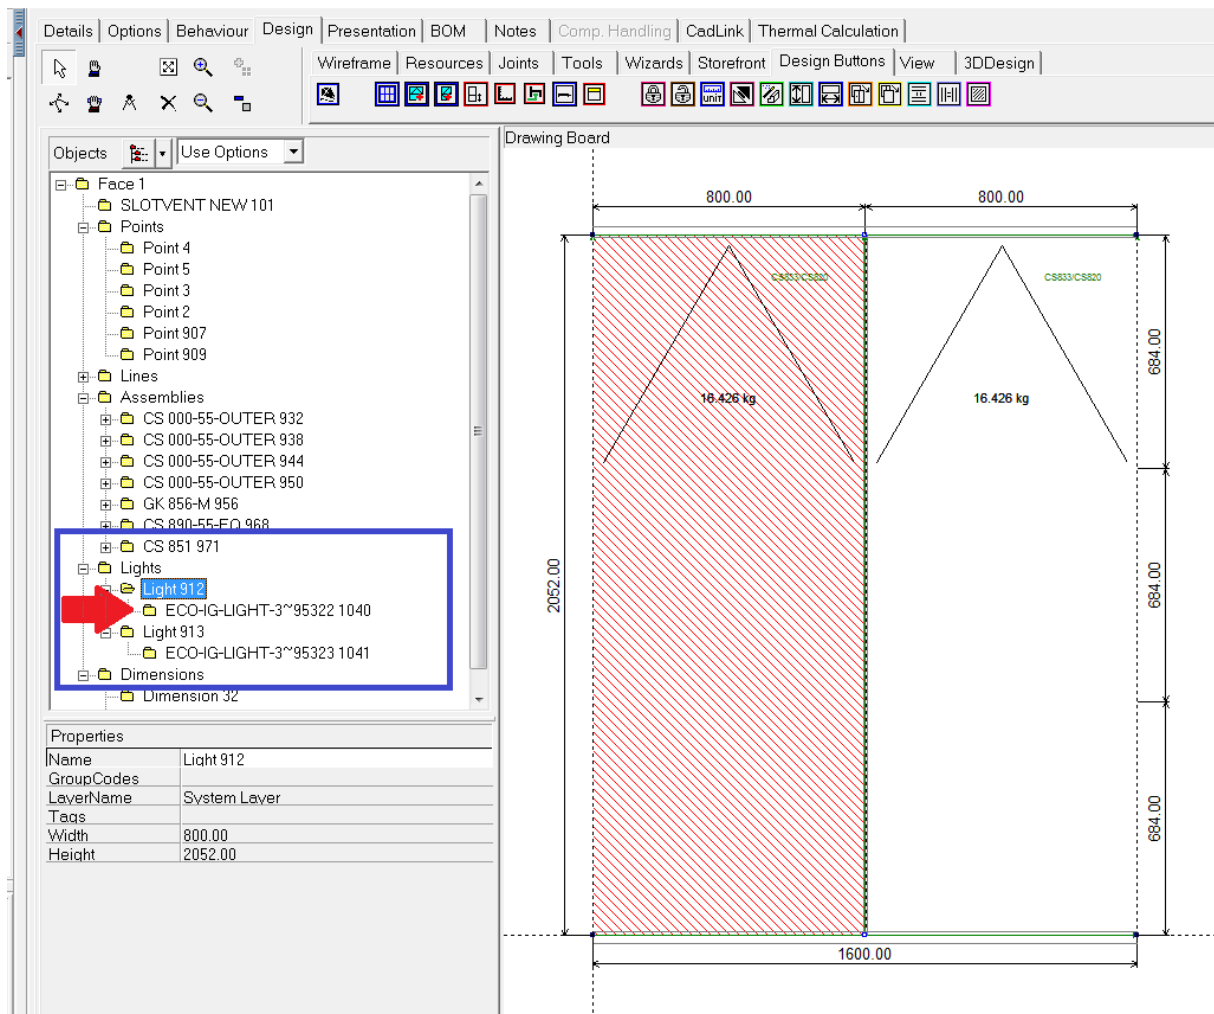 Details Options Behaviour Design Presentation BOM Notes Comp. Handling CadLink Thermal Calculation
Wireframe Resources Joints Tools Wizards Storefront Design Buttons View 3DDesign
UNIT
Drawing Board
Objects Use Options
Face 1
SLOTVENT NEW 101
Points
Point 4
Point 5
Point 3
Point 2
Point 907
Point 909
Lines
Assemblies
CS 000-55-OUTER 932
CS 000-55-OUTER 938
CS 000-55-OUTER 944
CS 000-55-OUTER 950
GK 856-M 956
CS 890-55-EQ 968
CS 851 971
Lights
Light 912
ECO-IG-LIGHT-3~95322 1040
Light 913
ECO-IG-LIGHT-3~95323 1041
Dimensions
Dimension 32
Properties
Name Light 912
GroupCodes
LayerName System Layer
Tags
Width 800.00
Height 2052.00
800.00 800.00
CS833/CS820 CS833/CS820
684.00
16.426 kg 16.426 kg
2052.00
684.00
684.00
1600.00